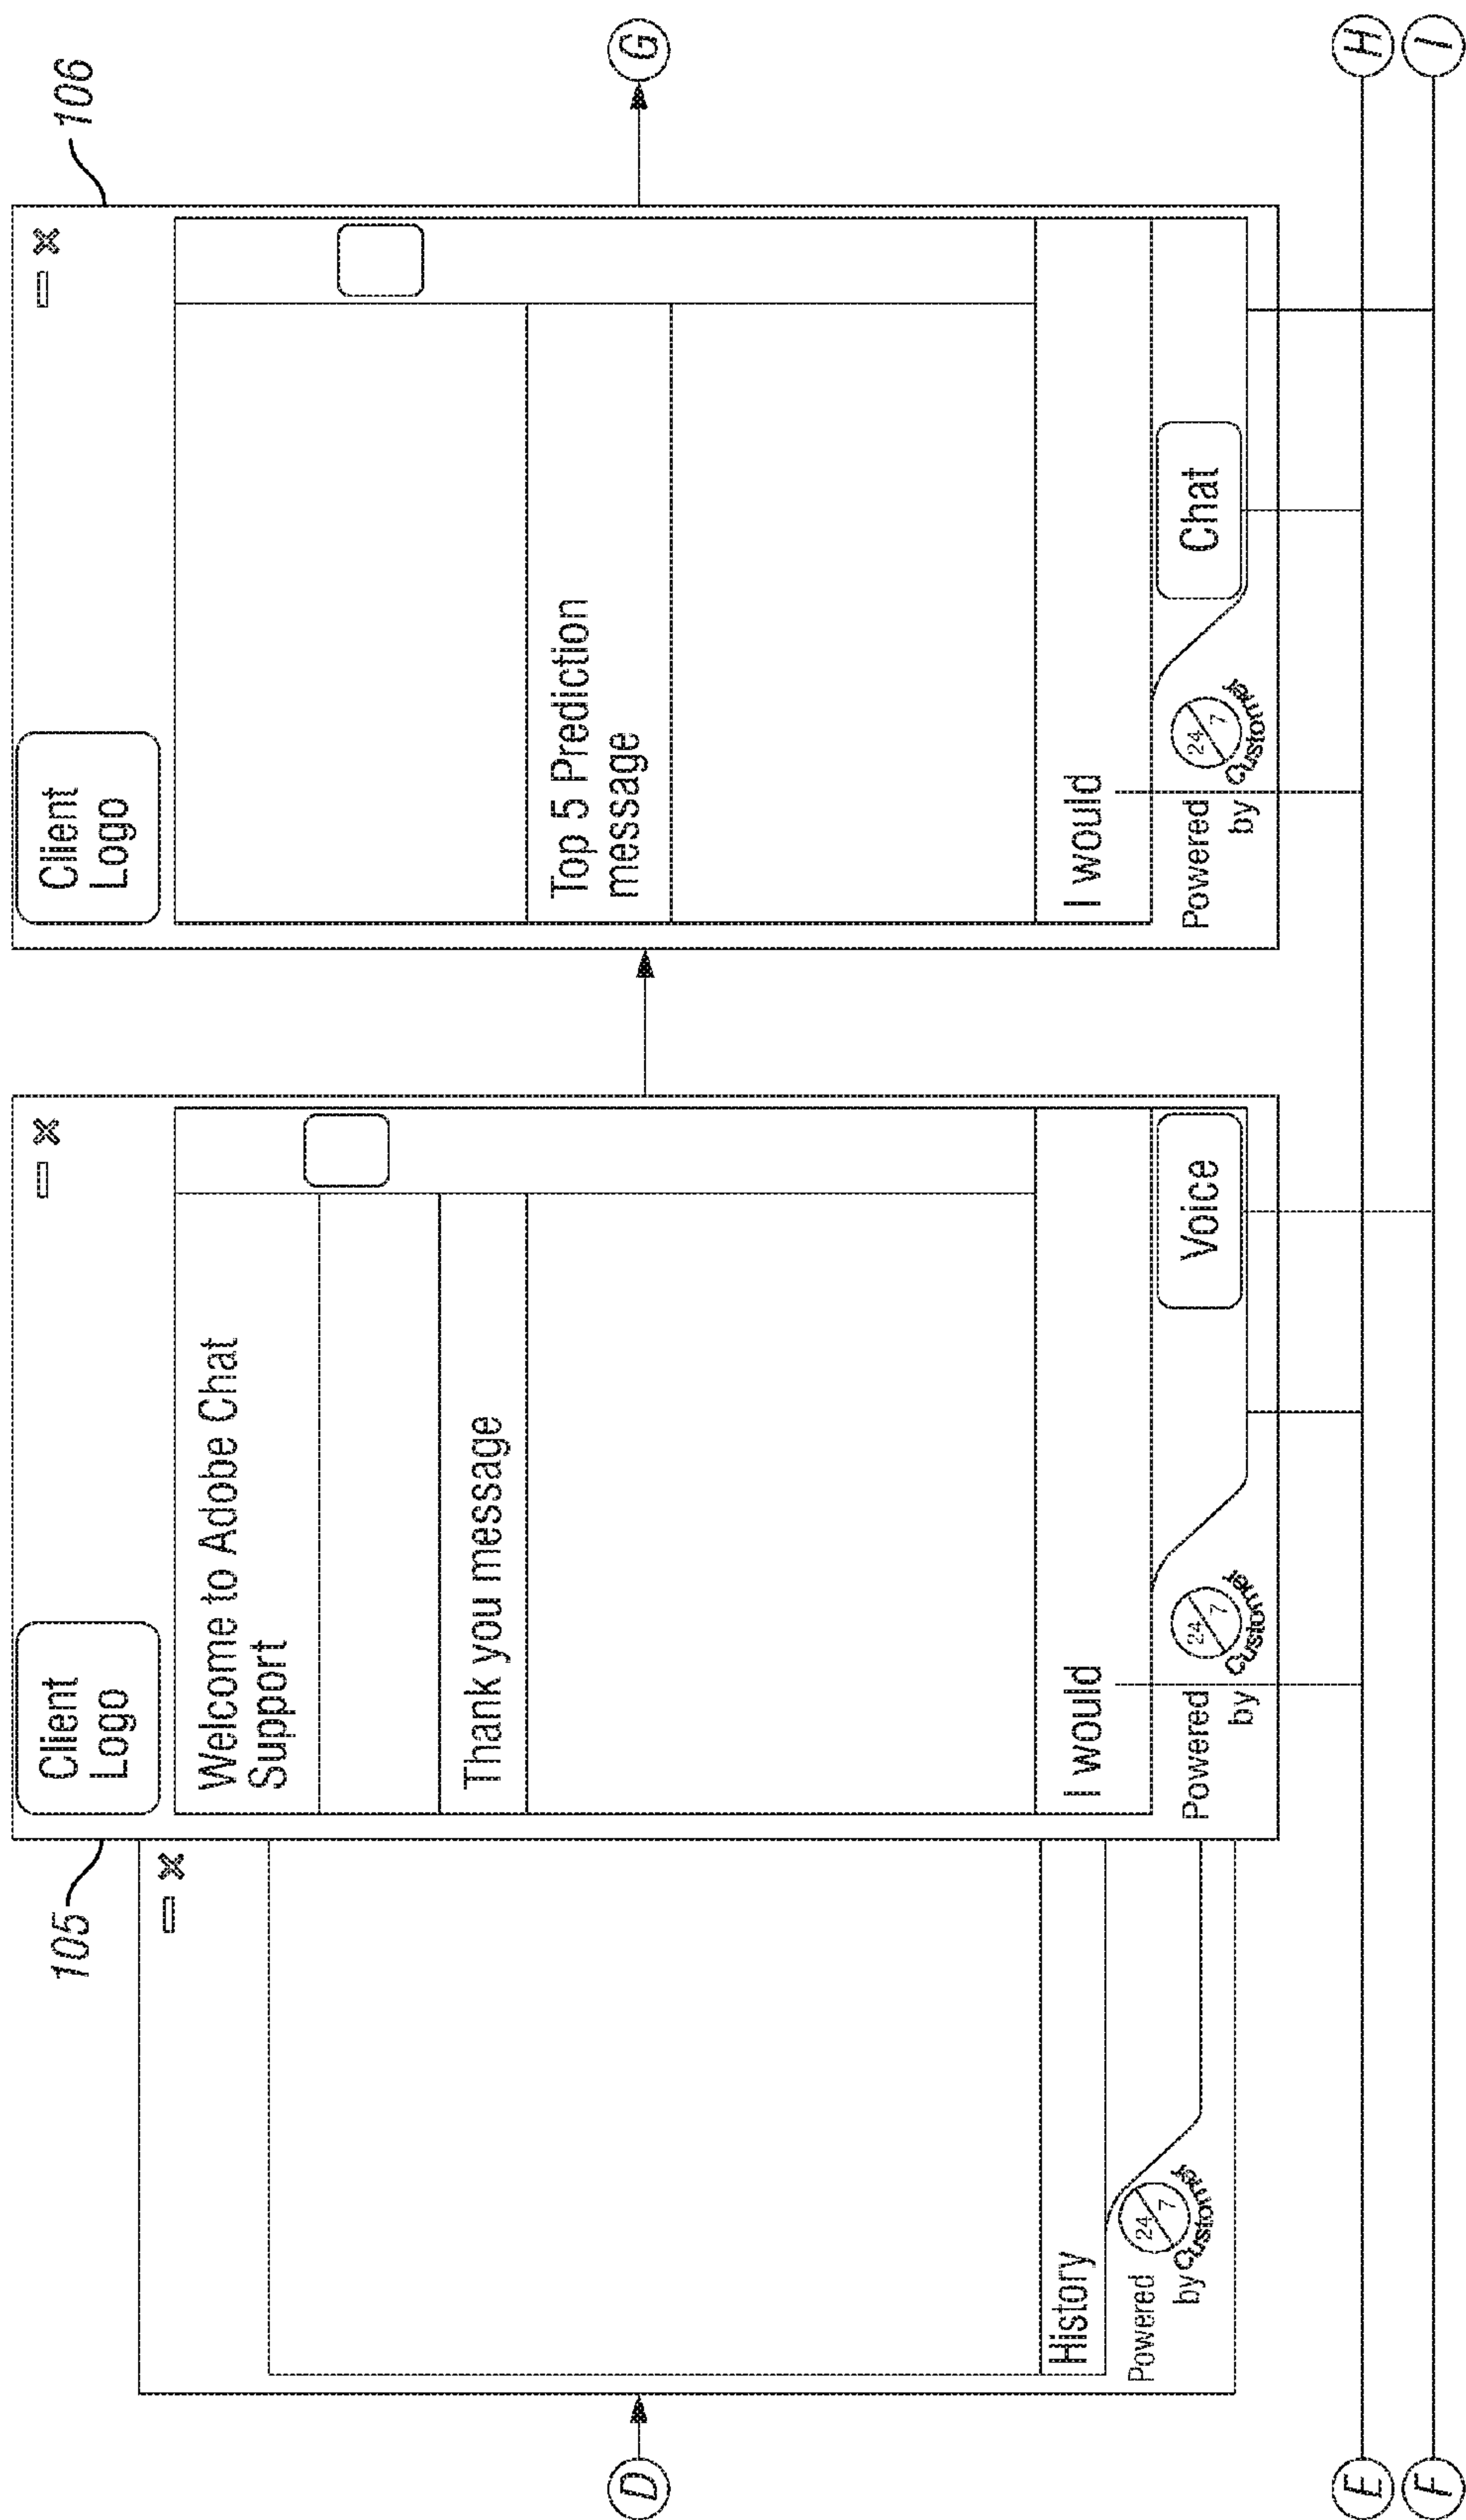 D
E
F
History
Powered
by
24
7
Customer
105
Client
Logo
Welcome to Adobe Chat
Support
Thank you message
I would
Powered
by
24
7
Customer
Voice
106
Client
Logo
Top 5 Prediction
message
I would
Powered
by
24
7
Customer
Chat
G
H
I